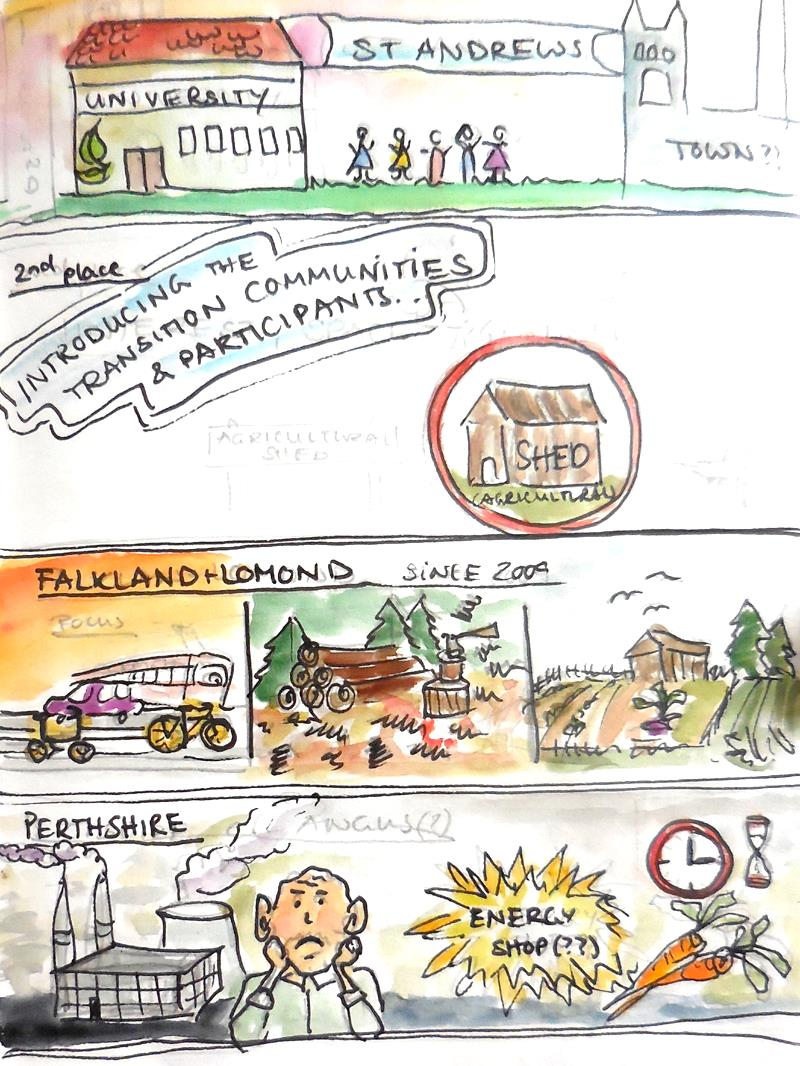 ST ANDREWS
UNIVERSITY
TOWN??
2nd place
INTRODUCING THE
TRANSITION COMMUNITIES
& PARTICIPANTS...
AGRICULTURAL
SHED
SHED
(AGRICULTURAL)
FALKLAND + LOMOND SINCE 2009
FOCUS
PERTHSHIRE ANGUS(?)
ENERGY
SHOP(??)